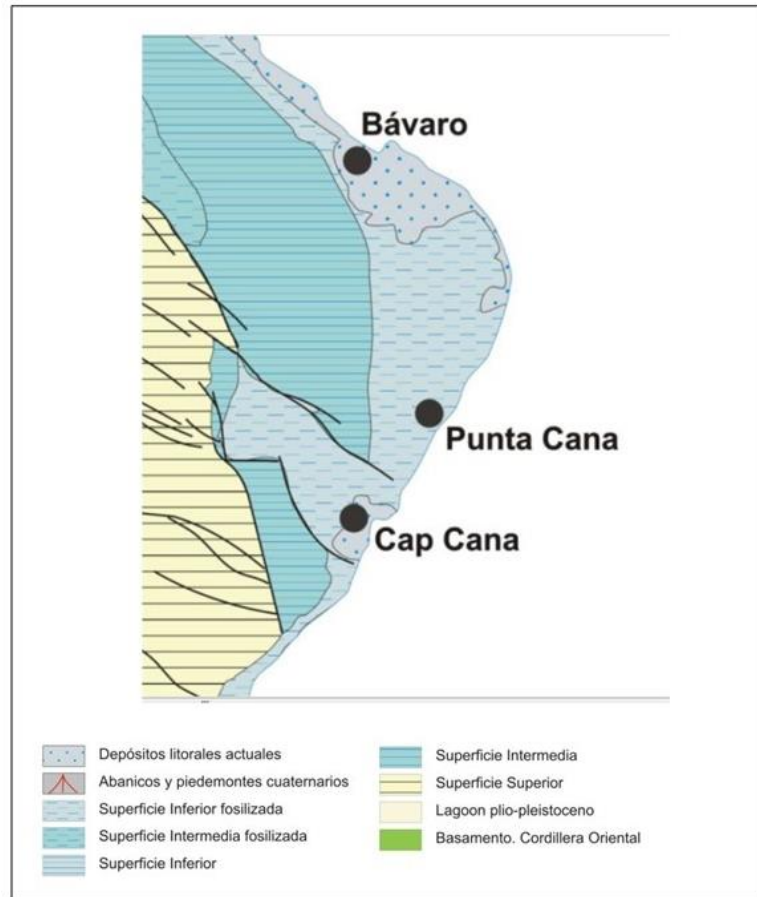 Bávaro
Punta Cana
Cap Cana
Depósitos litorales actuales
Abanicos y piedemontes cuaternarios
Superficie Inferior fosilizada
Superficie Intermedia fosilizada
Superficie Inferior
Superficie Intermedia
Superficie Superior
Lagoon plio-pleistoceno
Basamento. Cordillera Oriental